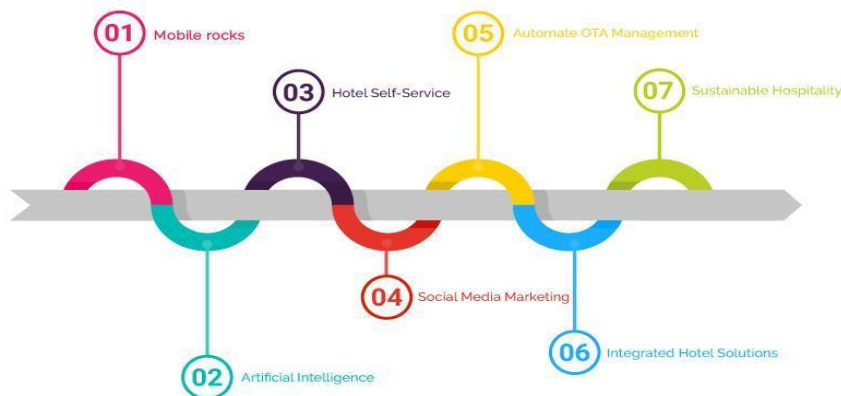 01 Mobile rocks
02 Artificial Intelligence
03 Hotel Self-Service
04 Social Media Marketing
05 Automate OTA Management
06 Integrated Hotel Solutions
07 Sustainable Hospitality